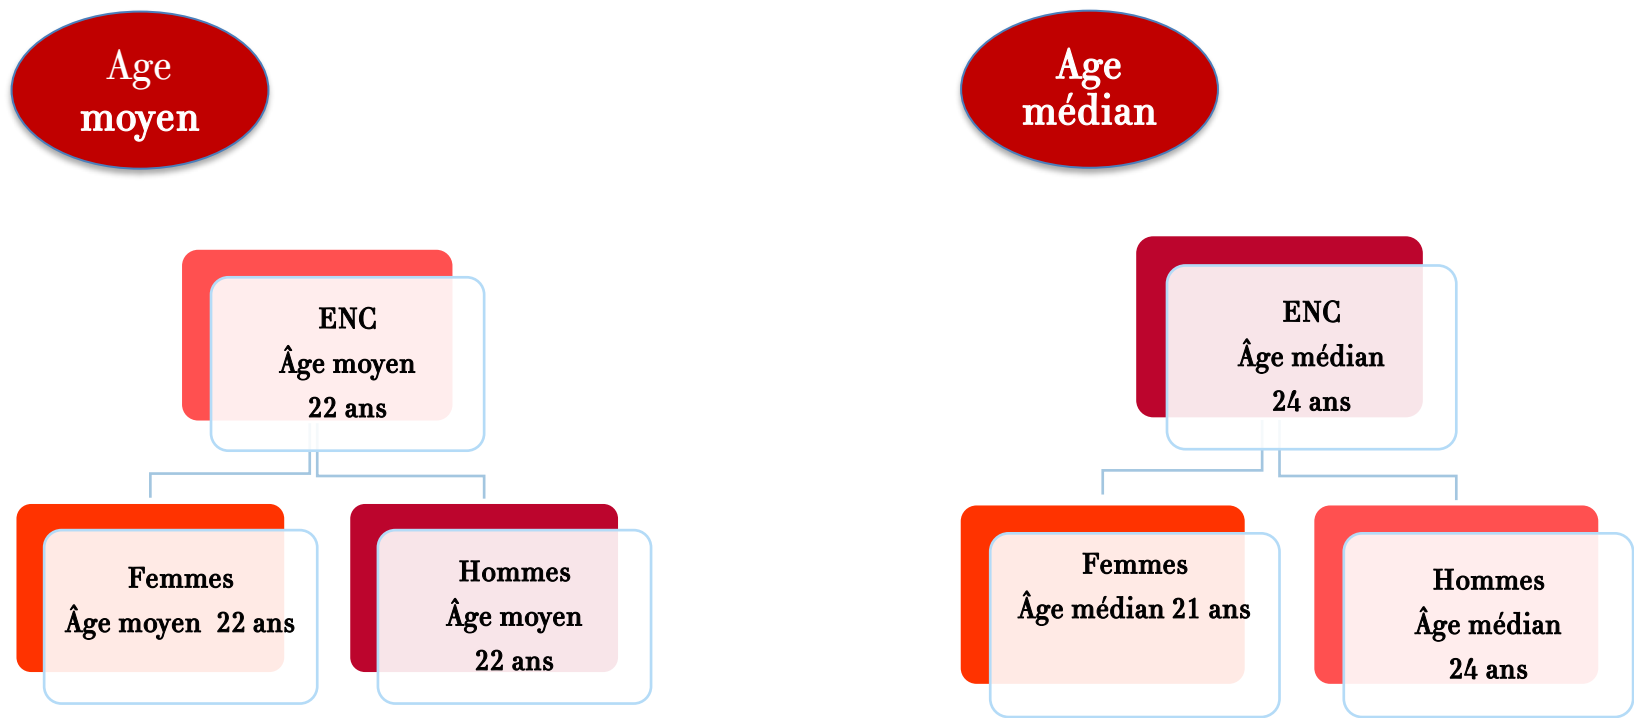 Age
moyen
ENC
Âge moyen
22 ans
Femmes
Âge moyen  22 ans
Hommes
Âge moyen
22 ans
Age
médian
ENC
Âge médian
24 ans
Femmes
Âge médian 21 ans
Hommes
Âge médian
24 ans